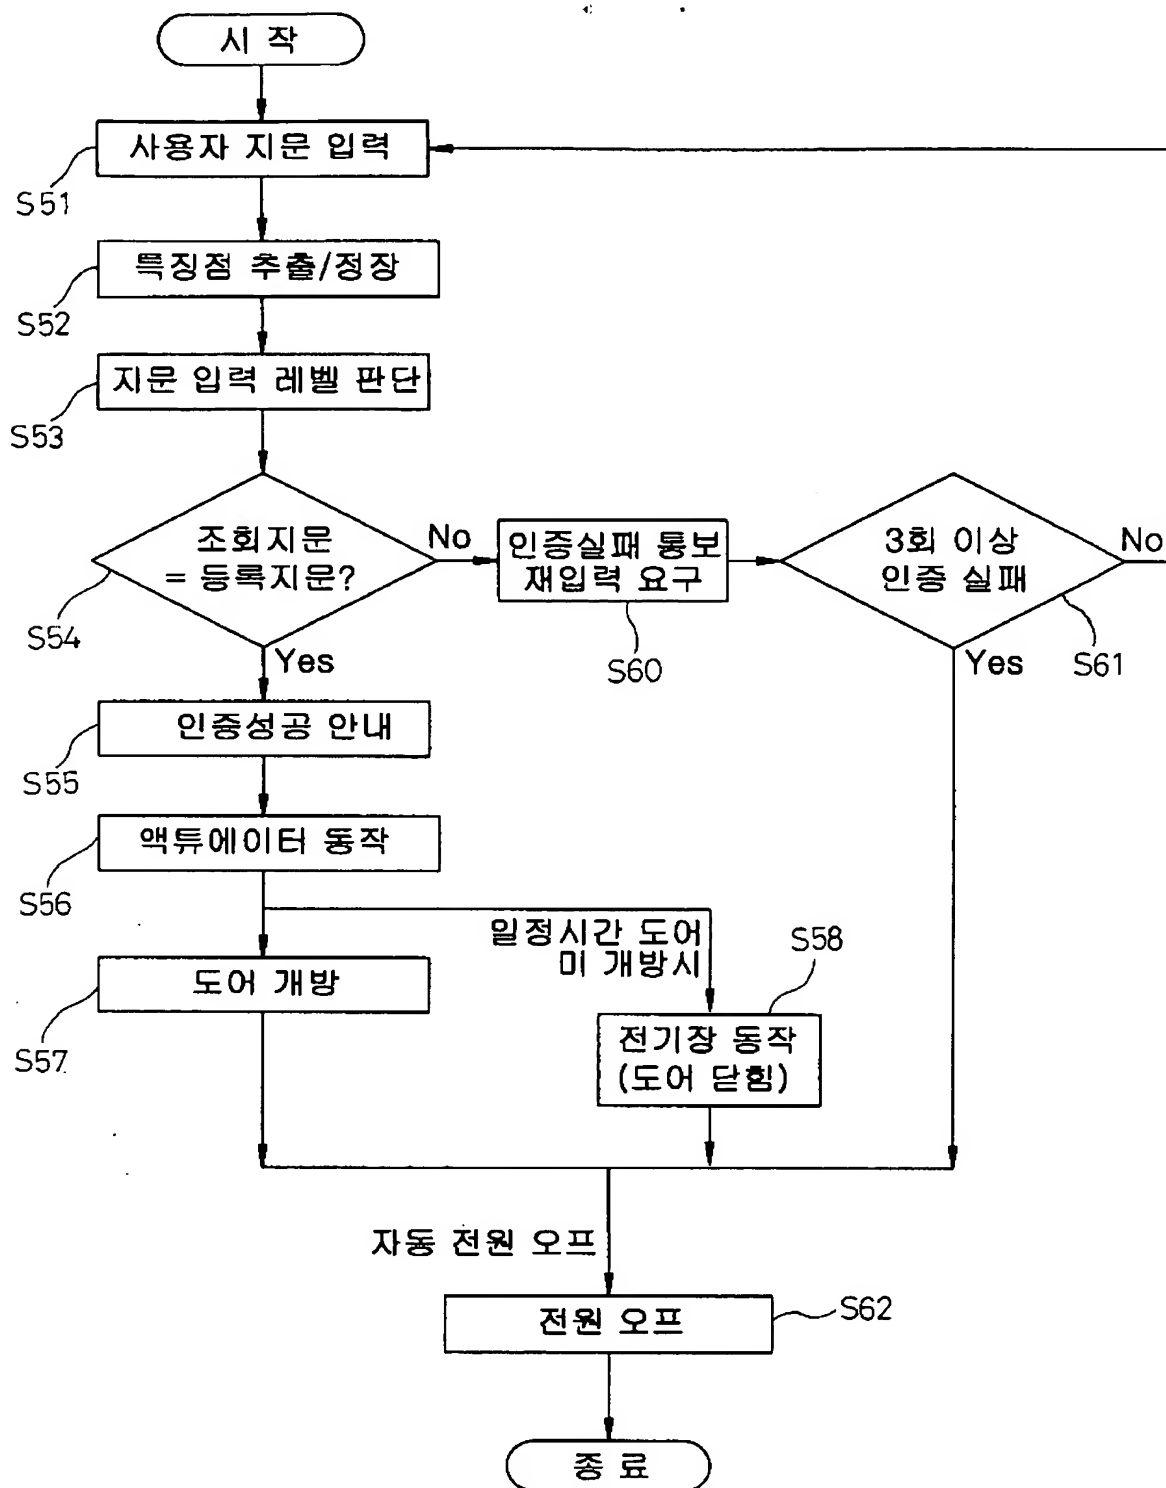 시 작
사용자 지문 입력
S51
특징점 추출/정장
S52
지문 입력 레벨 판단
S53
조회지문
= 등록지문?
S54
No
인증실패 통보
재입력 요구
S60
3회 이상
인증 실패
No
S61
Yes
Yes
인증성공 안내
S55
액튜에이터 동작
S56
일정시간 도어
미 개방시
S58
도어 개방
S57
전기장 동작
(도어 닫힘)
자동 전원 오프
전원 오프
S62
종 료